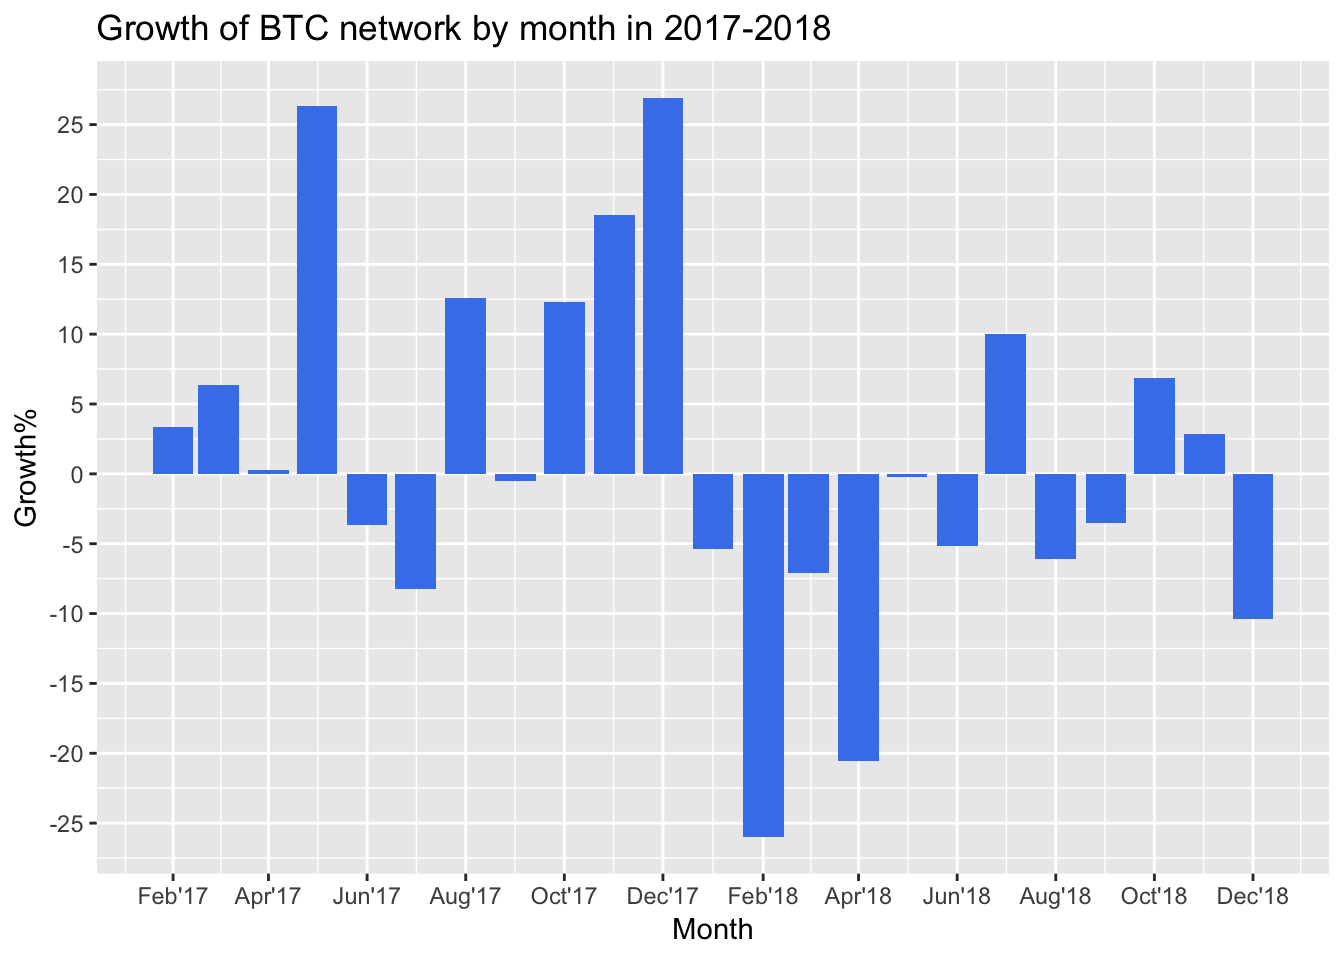 Growth of BTC network by month in 2017-2018
25
20
15
10
5
0
-5
-10
-15
-20
-25
Growth%
Feb'17 Apr'17 Jun'17 Aug'17 Oct'17 Dec'17 Feb'18 Apr'18 Jun'18 Aug'18 Oct'18 Dec'18
Month